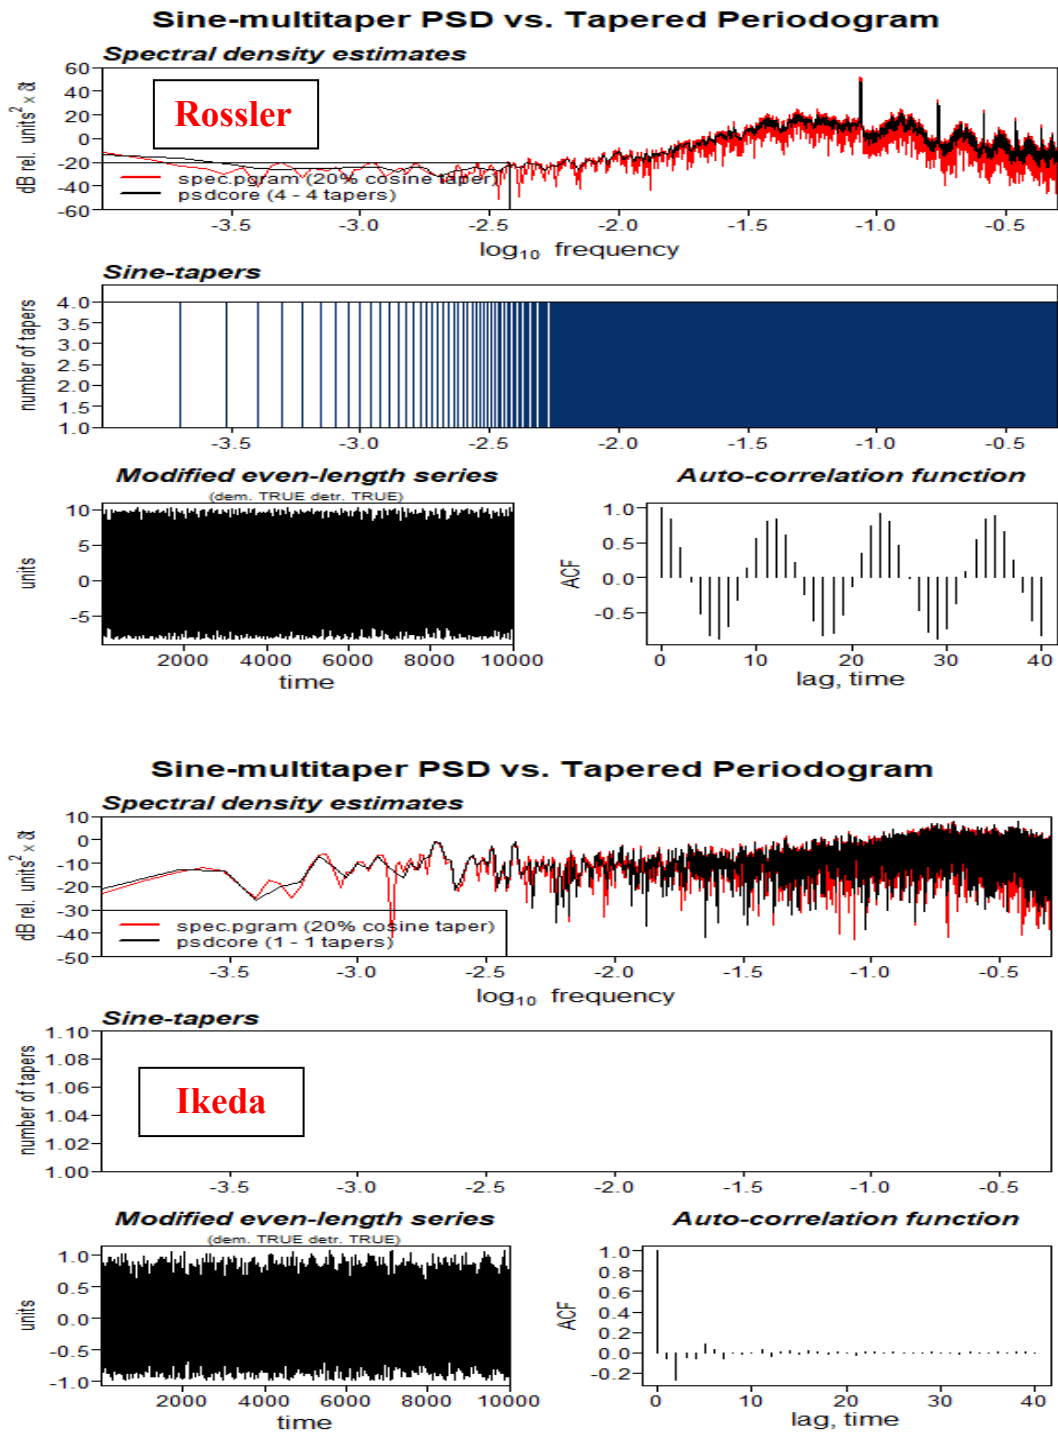 Sine-multitaper PSD vs. Tapered Periodogram
Spectral density estimates
dB rel. units² x δt
60
40
20
0
-20
-40
-60
Rossler
spec.pgram (20% cosine taper)
psdcore (4 - 4 tapers)
-3.5 -3.0 -2.5 -2.0 -1.5 -1.0 -0.5
log₁₀ frequency
Sine-tapers
number of tapers
4.0
3.5
3.0
2.5
2.0
1.5
1.0
-3.5 -3.0 -2.5 -2.0 -1.5 -1.0 -0.5
Modified even-length series
(dem. TRUE detr. TRUE)
units
10
5
0
-5
2000 4000 6000 8000 10000
time
Auto-correlation function
ACF
1.0
0.5
0.0
-0.5
0 10 20 30 40
lag, time
Sine-multitaper PSD vs. Tapered Periodogram
Spectral density estimates
dB rel. units² x δt
10
0
-10
-20
-30
-40
-50
spec.pgram (20% cosine taper)
psdcore (1 - 1 tapers)
-3.5 -3.0 -2.5 -2.0 -1.5 -1.0 -0.5
log₁₀ frequency
Sine-tapers
number of tapers
1.10
1.08
1.06
1.04
1.02
1.00
Ikeda
-3.5 -3.0 -2.5 -2.0 -1.5 -1.0 -0.5
Modified even-length series
(dem. TRUE detr. TRUE)
units
1.0
0.5
0.0
-0.5
-1.0
2000 4000 6000 8000 10000
time
Auto-correlation function
ACF
1.0
0.8
0.6
0.4
0.2
0.0
-0.2
0 10 20 30 40
lag, time